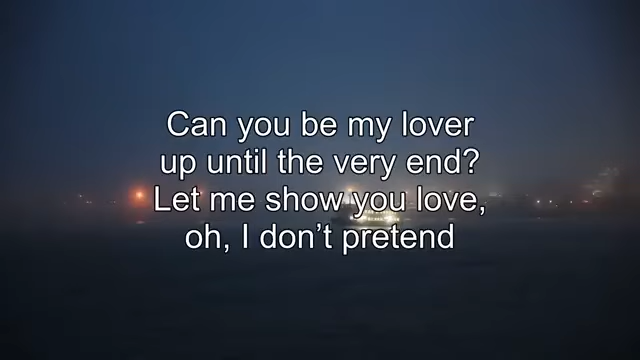 Can you be my lover
up until the very end?
Let me show you love,
oh, I don’t pretend